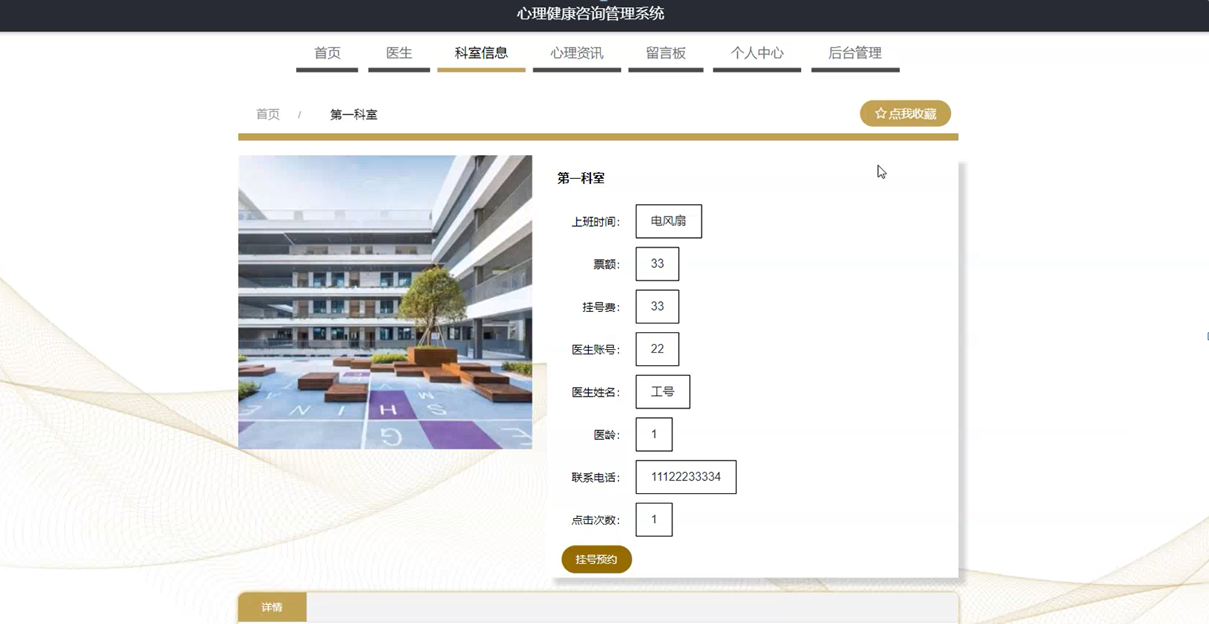 心理健康咨询管理系统
首页 医生 科室信息 心理资讯 留言板 个人中心 后台管理
首页 / 第一科室 ☆点我收藏
第一科室
上班时间: 电风扇
票额: 33
挂号费: 33
医生账号: 22
医生姓名: 工号
医龄: 1
联系电话: 11122233334
点击次数: 1
挂号预约
详情